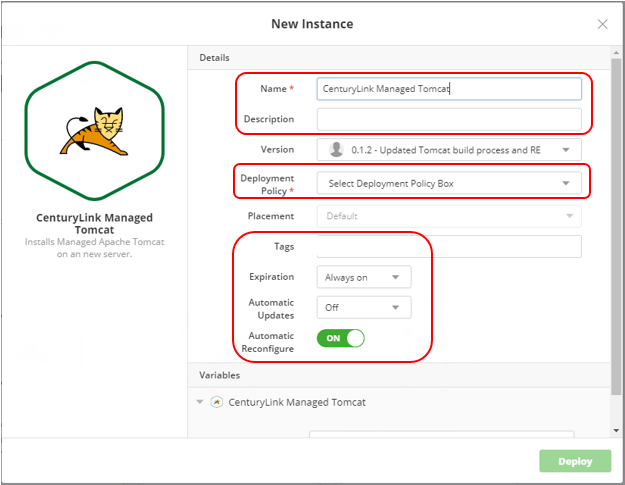 New Instance
CenturyLink Managed
Tomcat
Installs Managed Apache Tomcat
on an new server.
Details
Name *
CenturyLink Managed Tomcat
Description
Version
0.1.2 - Updated Tomcat build process and RE
Deployment
Policy *
Select Deployment Policy Box
Placement
Default
Tags
Expiration
Always on
Automatic
Updates
Off
Automatic
Reconfigure
ON
Variables
CenturyLink Managed Tomcat
Deploy